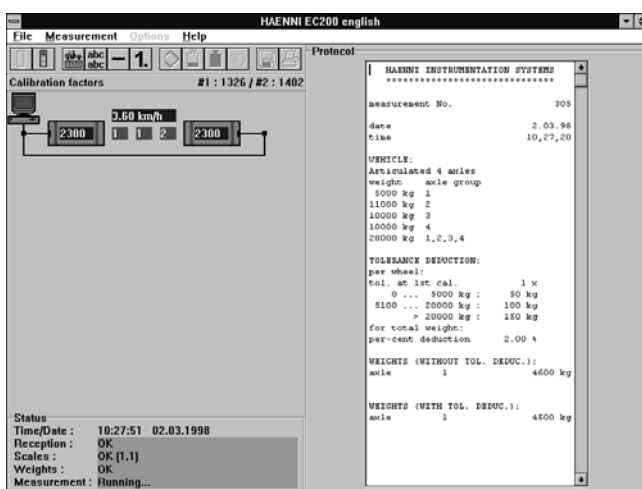 HAENNI EC200 english
File Measurement Options Help
abc
abc
1.
Calibration factors #1 : 1326 / #2 : 1402
3.60 km/h
2300 1 1 2 2300
Status
Time/Date : 10:27:51 02.03.1998
Reception : OK
Scales : OK (1,1)
Weights : OK
Measurement : Running...
Protocol
HAENNI INSTRUMENTATION SYSTEMS
******************************
measurement No. 305
date 2.03.98
time 10,27,20
VEHICLE:
Articulated 4 axles
weight axle group
5000 kg 1
11000 kg 2
10000 kg 3
10000 kg 4
28000 kg 1,2,3,4
TOLERANCE DEDUCTION:
per wheel:
tol. at 1st cal. 1 x
0 ... 5000 kg : 50 kg
5100 ... 20000 kg : 100 kg
> 20000 kg : 150 kg
for total weight:
per-cent deduction 2.00 %
WEIGHTS (WITHOUT TOL. DEDUC.):
axle 1 4600 kg
WEIGHTS (WITH TOL. DEDUC.):
axle 1 4500 kg